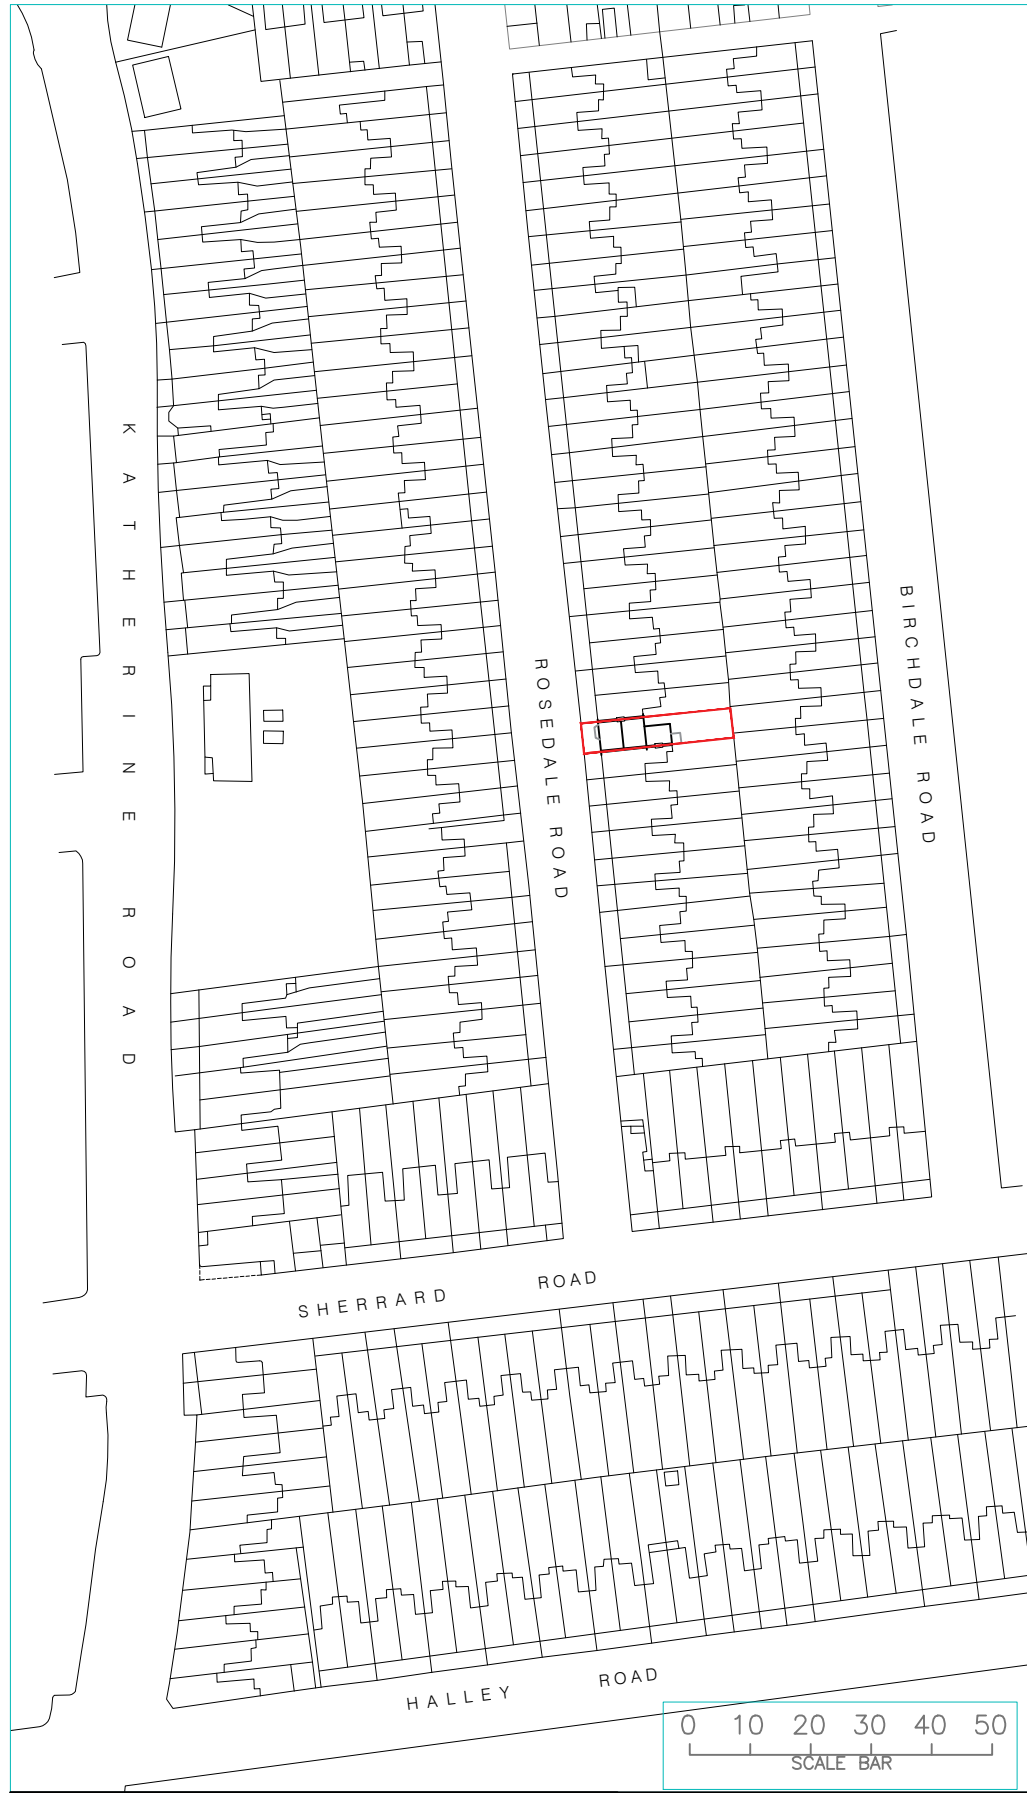 KATHERINE ROAD
ROSEDALE ROAD
BIRCHDALE ROAD
SHERRARD ROAD
HALLEY ROAD
0 10 20 30 40 50
SCALE BAR